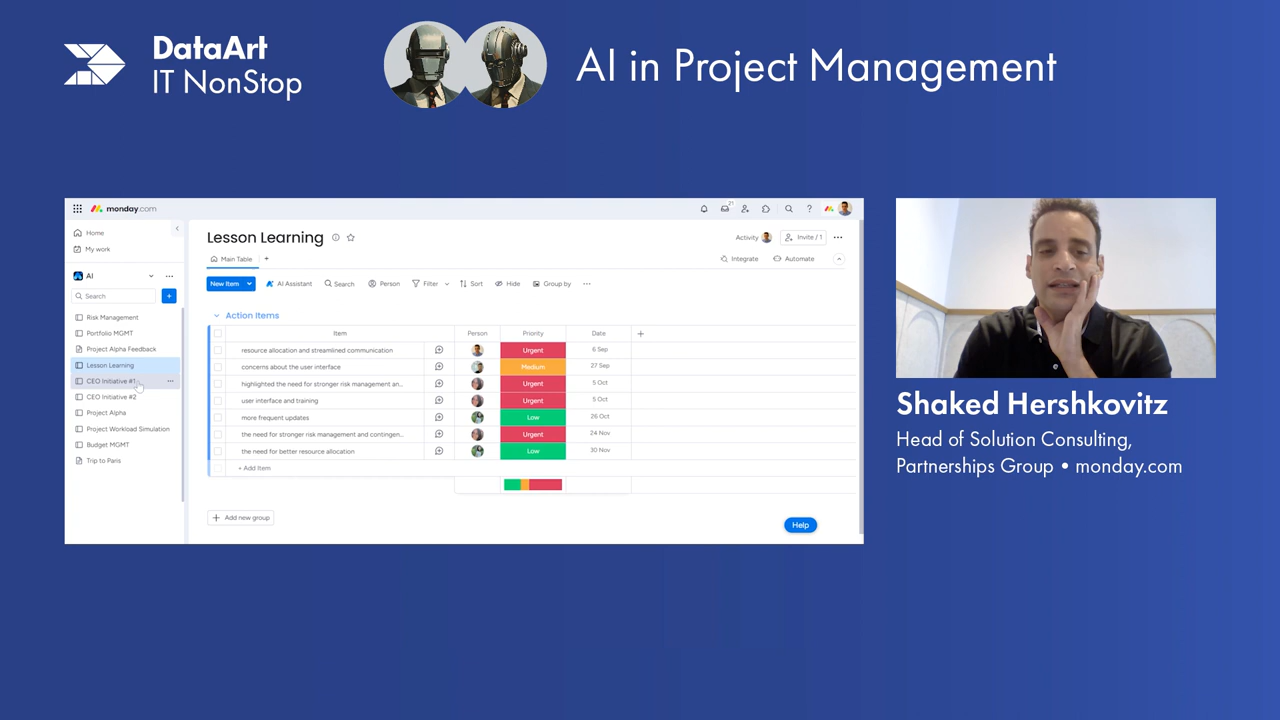 DataArt
IT NonStop
AI in Project Management
monday.com
21
Home
My work
AI
Search
Risk Management
Portfolio MGMT
Project Alpha Feedback
Lesson Learning
CEO Initiative #1
CEO Initiative #2
Project Alpha
Project Workload Simulation
Budget MGMT
Trip to Paris
Lesson Learning
Activity
Invite / 1
Main Table +
Integrate
Automate
New Item
AI Assistant
Search
Person
Filter
Sort
Hide
Group by
Action Items
Item Person Priority Date +
resource allocation and streamlined communication Urgent 6 Sep
concerns about the user interface Medium 27 Sep
highlighted the need for stronger risk management an... Urgent 5 Oct
user interface and training Urgent 5 Oct
more frequent updates Low 26 Oct
the need for stronger risk management and contingen... Urgent 24 Nov
the need for better resource allocation Low 30 Nov
+ Add Item
+ Add new group
Help
Shaked Hershkovitz
Head of Solution Consulting,
Partnerships Group • monday.com